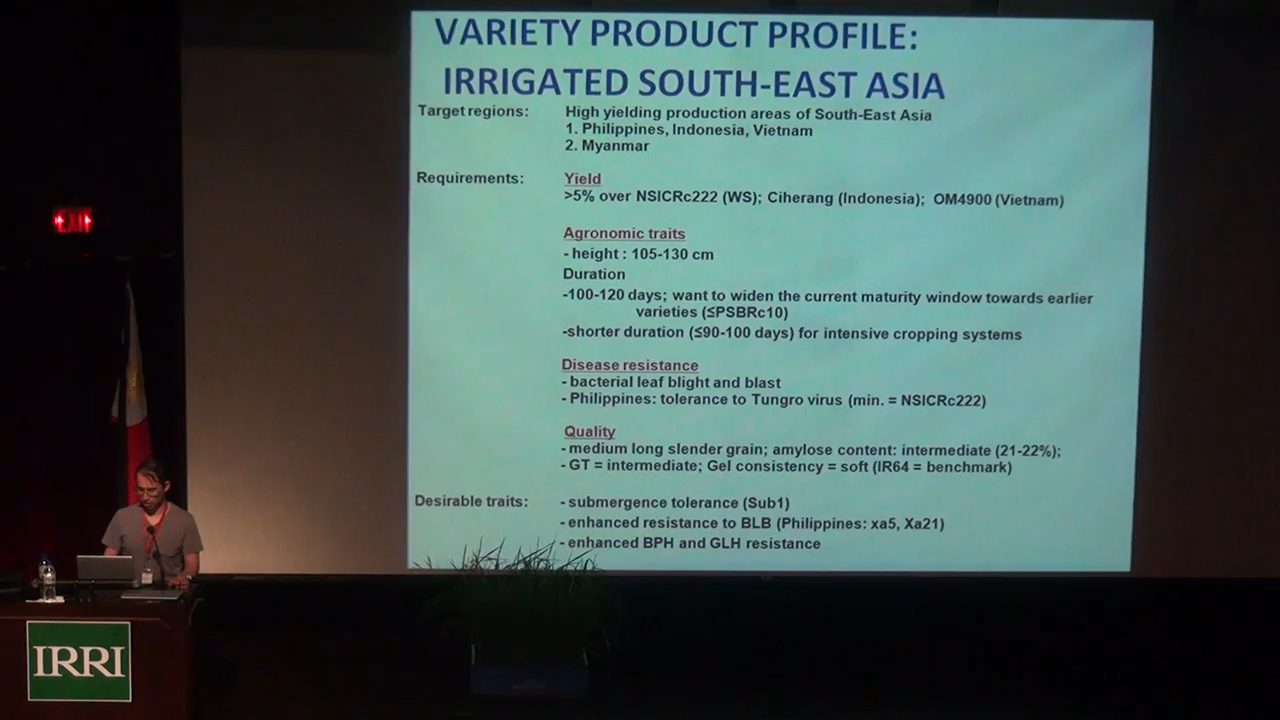 VARIETY PRODUCT PROFILE:
IRRIGATED SOUTH-EAST ASIA
Target regions: High yielding production areas of South-East Asia
1. Philippines, Indonesia, Vietnam
2. Myanmar
Requirements: Yield
>5% over NSICRc222 (WS); Ciherang (Indonesia); OM4900 (Vietnam)
Agronomic traits
- height : 105-130 cm
Duration
-100-120 days; want to widen the current maturity window towards earlier
varieties (≤PSBRc10)
-shorter duration (≤90-100 days) for intensive cropping systems
Disease resistance
- bacterial leaf blight and blast
- Philippines: tolerance to Tungro virus (min. = NSICRc222)
Quality
- medium long slender grain; amylose content: intermediate (21-22%);
- GT = intermediate; Gel consistency = soft (IR64 = benchmark)
Desirable traits: - submergence tolerance (Sub1)
- enhanced resistance to BLB (Philippines: xa5, Xa21)
- enhanced BPH and GLH resistance
EXIT
IRRI